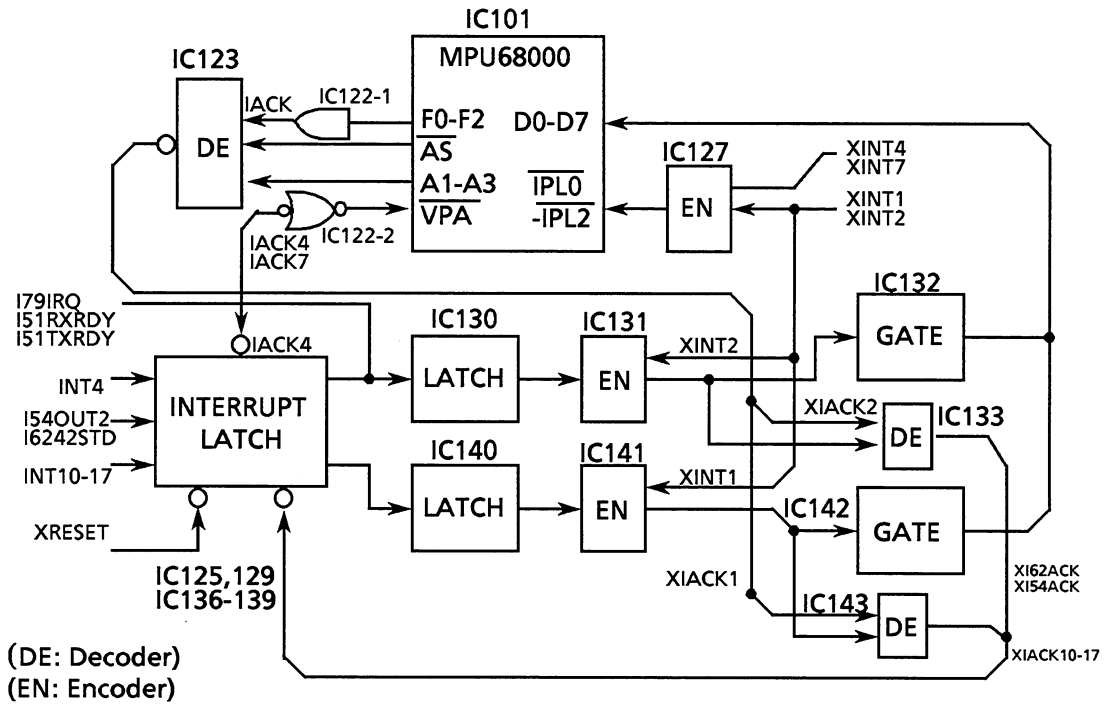 IC101
MPU68000
IC123
DE
IACK
IC122-1
F0-F2
D0-D7
AS
A1-A3
VPA
IPL0
-IPL2
IC127
EN
XINT4
XINT7
XINT1
XINT2
IC122-2
IACK4
IACK7
I79IRQ
I51RXRDY
I51TXRDY
IACK4
INT4
I54OUT2
I6242STD
INT10-17
INTERRUPT
LATCH
XRESET
IC125,129
IC136-139
IC130
LATCH
IC131
EN
XINT2
IC132
GATE
XIACK2
IC133
DE
IC140
LATCH
IC141
EN
XINT1
IC142
GATE
XIACK1
IC143
DE
XI62ACK
XI54ACK
XIACK10-17
(DE: Decoder)
(EN: Encoder)